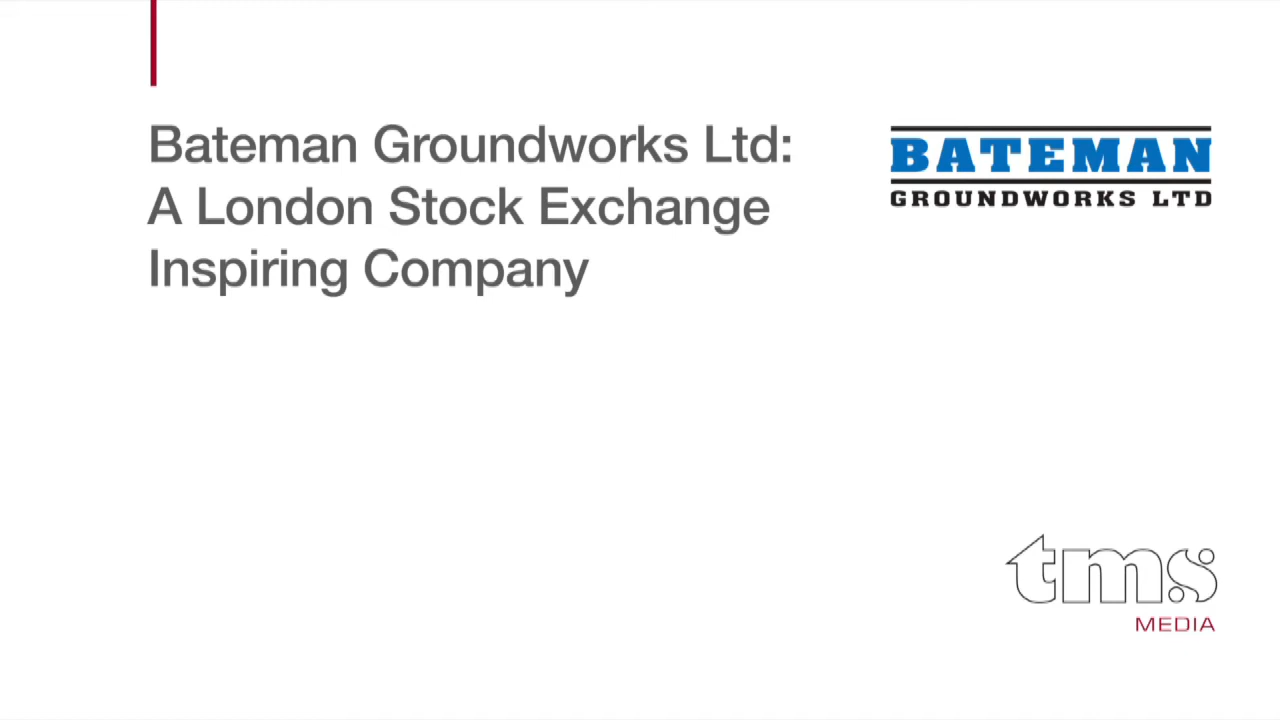 Bateman Groundworks Ltd:
A London Stock Exchange
Inspiring Company
BATEMAN
GROUNDWORKS LTD
tms
MEDIA